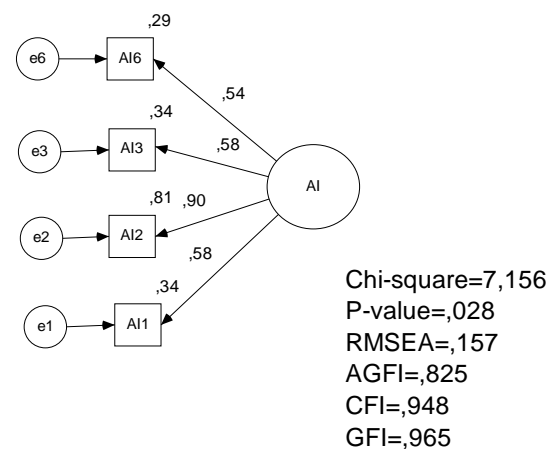 ,29
e6 AI6
,54
,34
,58
e3 AI3
AI
,81 ,90
e2 AI2
,58
,34
e1 AI1
Chi-square=7,156
P-value=,028
RMSEA=,157
AGFI=,825
CFI=,948
GFI=,965